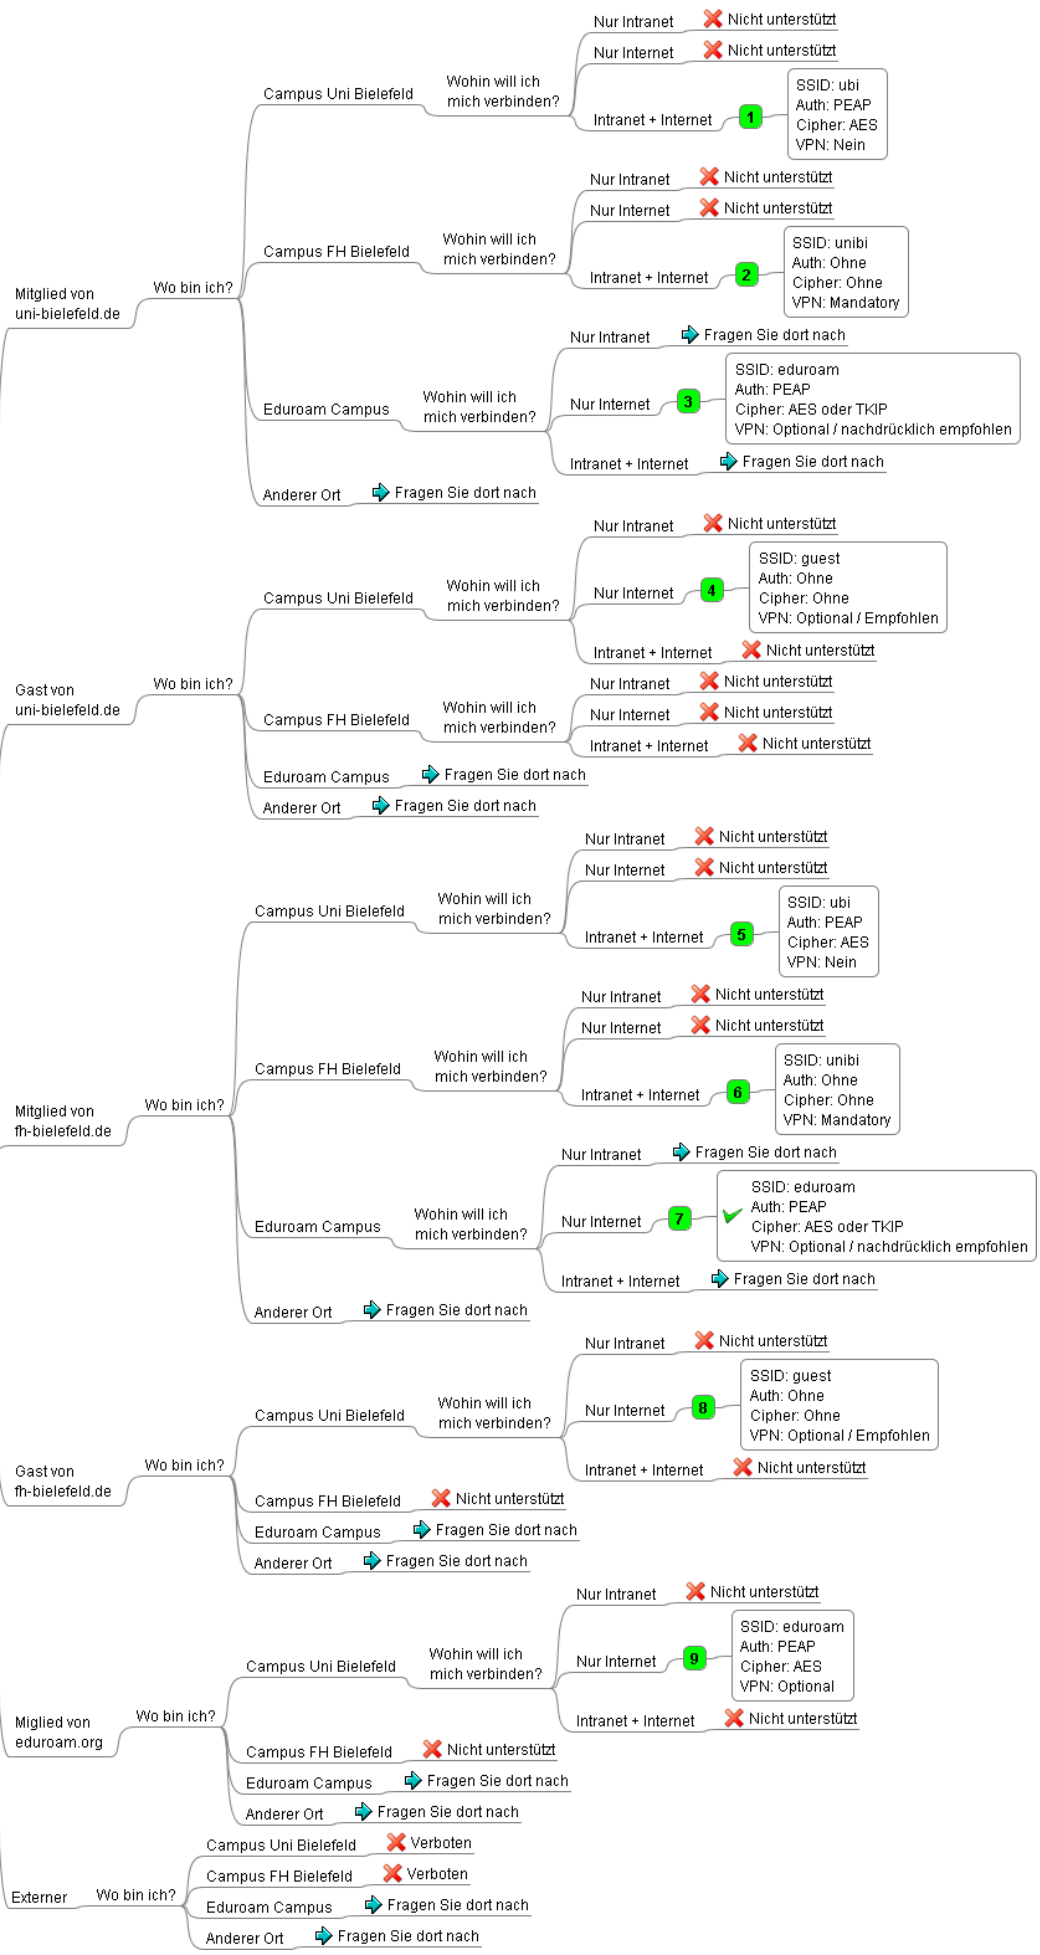 Mitglied von
uni-bielefeld.de
Wo bin ich?
Campus Uni Bielefeld
Wohin will ich
mich verbinden?
Nur Intranet
Nicht unterstützt
Nur Internet
Nicht unterstützt
Intranet + Internet
1
SSID: ubi
Auth: PEAP
Cipher: AES
VPN: Nein
Campus FH Bielefeld
Wohin will ich
mich verbinden?
Nur Intranet
Nicht unterstützt
Nur Internet
Nicht unterstützt
Intranet + Internet
2
SSID: unibi
Auth: Ohne
Cipher: Ohne
VPN: Mandatory
Eduroam Campus
Wohin will ich
mich verbinden?
Nur Intranet
Fragen Sie dort nach
Nur Internet
3
SSID: eduroam
Auth: PEAP
Cipher: AES oder TKIP
VPN: Optional / nachdrücklich empfohlen
Intranet + Internet
Fragen Sie dort nach
Anderer Ort
Fragen Sie dort nach
Gast von
uni-bielefeld.de
Wo bin ich?
Campus Uni Bielefeld
Wohin will ich
mich verbinden?
Nur Intranet
Nicht unterstützt
Nur Internet
4
SSID: guest
Auth: Ohne
Cipher: Ohne
VPN: Optional / Empfohlen
Intranet + Internet
Nicht unterstützt
Campus FH Bielefeld
Wohin will ich
mich verbinden?
Nur Intranet
Nicht unterstützt
Nur Internet
Nicht unterstützt
Intranet + Internet
Nicht unterstützt
Eduroam Campus
Fragen Sie dort nach
Anderer Ort
Fragen Sie dort nach
Mitglied von
fh-bielefeld.de
Wo bin ich?
Campus Uni Bielefeld
Wohin will ich
mich verbinden?
Nur Intranet
Nicht unterstützt
Nur Internet
Nicht unterstützt
Intranet + Internet
5
SSID: ubi
Auth: PEAP
Cipher: AES
VPN: Nein
Campus FH Bielefeld
Wohin will ich
mich verbinden?
Nur Intranet
Nicht unterstützt
Nur Internet
Nicht unterstützt
Intranet + Internet
6
SSID: unibi
Auth: Ohne
Cipher: Ohne
VPN: Mandatory
Eduroam Campus
Wohin will ich
mich verbinden?
Nur Intranet
Fragen Sie dort nach
Nur Internet
7
SSID: eduroam
Auth: PEAP
Cipher: AES oder TKIP
VPN: Optional / nachdrücklich empfohlen
Intranet + Internet
Fragen Sie dort nach
Anderer Ort
Fragen Sie dort nach
Gast von
fh-bielefeld.de
Wo bin ich?
Campus Uni Bielefeld
Wohin will ich
mich verbinden?
Nur Intranet
Nicht unterstützt
Nur Internet
8
SSID: guest
Auth: Ohne
Cipher: Ohne
VPN: Optional / Empfohlen
Intranet + Internet
Nicht unterstützt
Campus FH Bielefeld
Nicht unterstützt
Eduroam Campus
Fragen Sie dort nach
Anderer Ort
Fragen Sie dort nach
Miglied von
eduroam.org
Wo bin ich?
Campus Uni Bielefeld
Wohin will ich
mich verbinden?
Nur Intranet
Nicht unterstützt
Nur Internet
9
SSID: eduroam
Auth: PEAP
Cipher: AES
VPN: Optional
Intranet + Internet
Nicht unterstützt
Campus FH Bielefeld
Nicht unterstützt
Eduroam Campus
Fragen Sie dort nach
Anderer Ort
Fragen Sie dort nach
Externer
Wo bin ich?
Campus Uni Bielefeld
Verboten
Campus FH Bielefeld
Verboten
Eduroam Campus
Fragen Sie dort nach
Anderer Ort
Fragen Sie dort nach